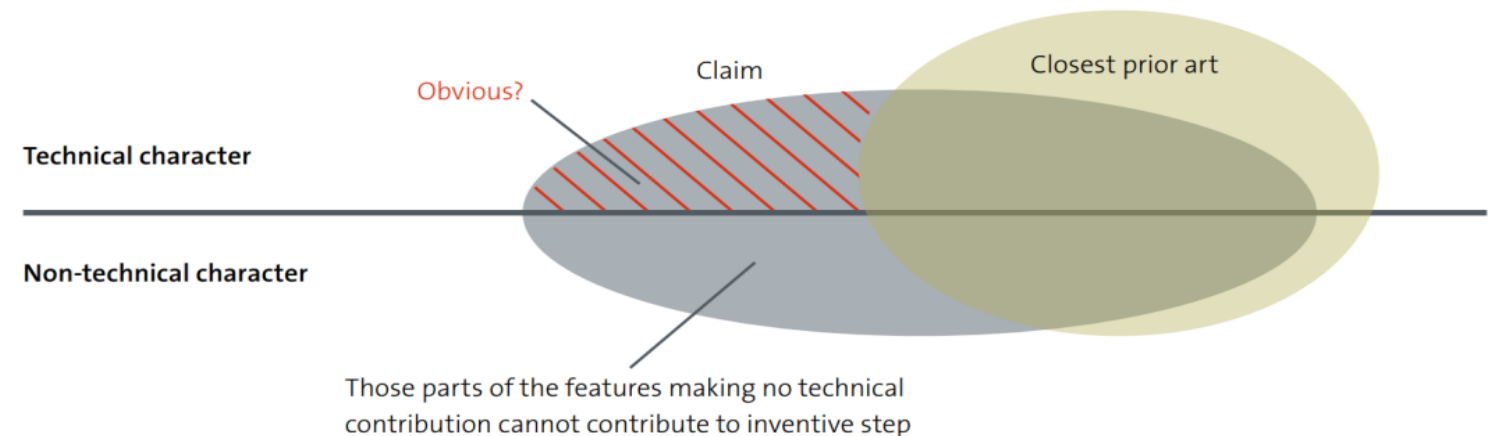 Claim
Closest prior art
Obvious?
Technical character
Non-technical character
Those parts of the features making no technical
contribution cannot contribute to inventive step